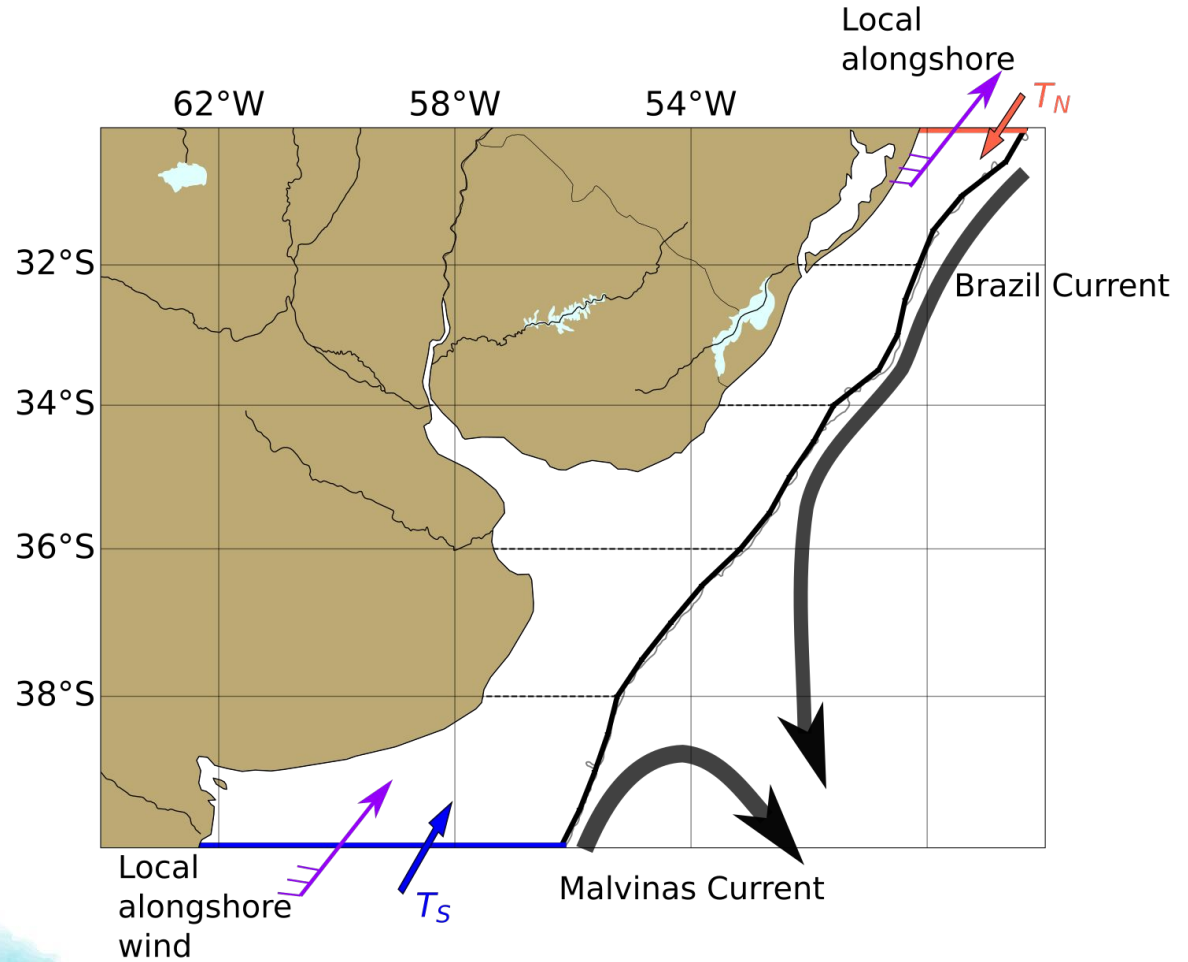 Local
alongshore
62°W
58°W
54°W
T_N
32°S
Brazil Current
34°S
36°S
38°S
Local
alongshore
wind
T_S
Malvinas Current